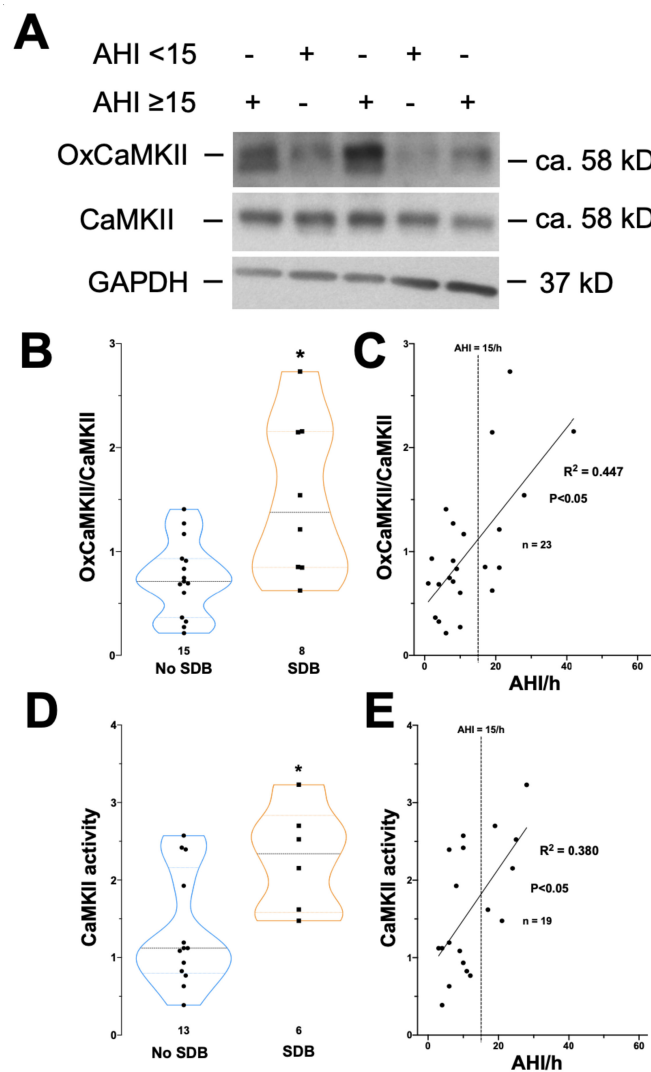 A
AHI <15 - + - + -
AHI ≥15 + - + - +
OxCaMKII ca. 58 kD
CaMKII ca. 58 kD
GAPDH 37 kD
B
OxCaMKII/CaMKII
3
2
1
0
*
15
8
No SDB
SDB
C
OxCaMKII/CaMKII
3
2
1
0
AHI = 15/h
R² = 0.447
P<0.05
n = 23
0 20 40 60
AHI/h
D
CaMKII activity
4
3
2
1
0
*
13
6
No SDB
SDB
E
CaMKII activity
4
3
2
1
0
AHI = 15/h
R² = 0.380
P<0.05
n = 19
0 20 40 60
AHI/h